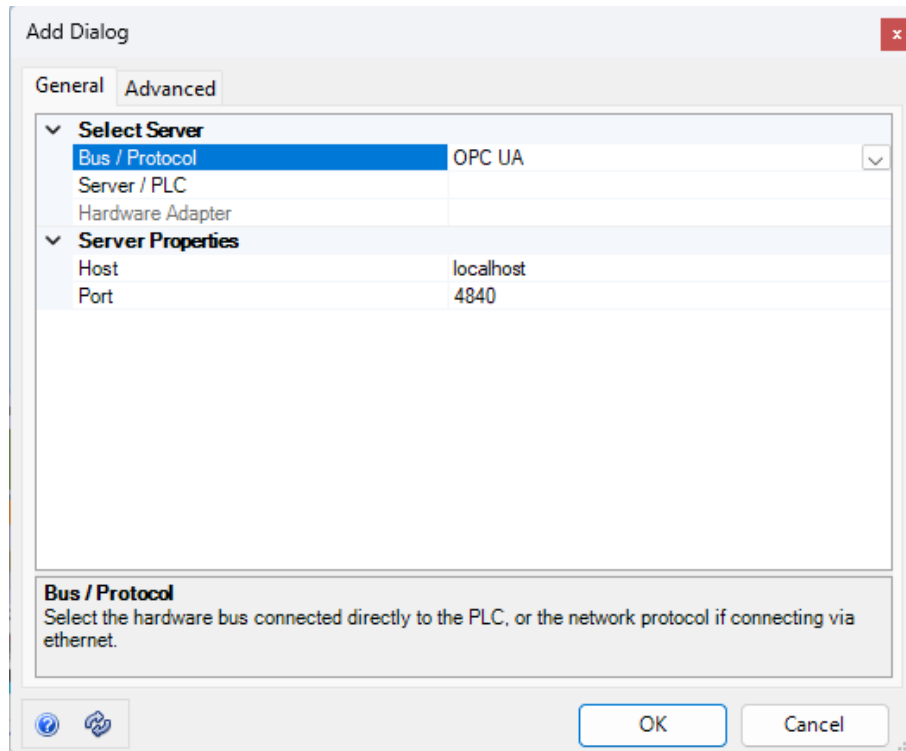 Add Dialog
x
General Advanced
Select Server
Bus / Protocol OPC UA
Server / PLC
Hardware Adapter
Server Properties
Host localhost
Port 4840
Bus / Protocol
Select the hardware bus connected directly to the PLC, or the network protocol if connecting via
ethernet.
? OK Cancel